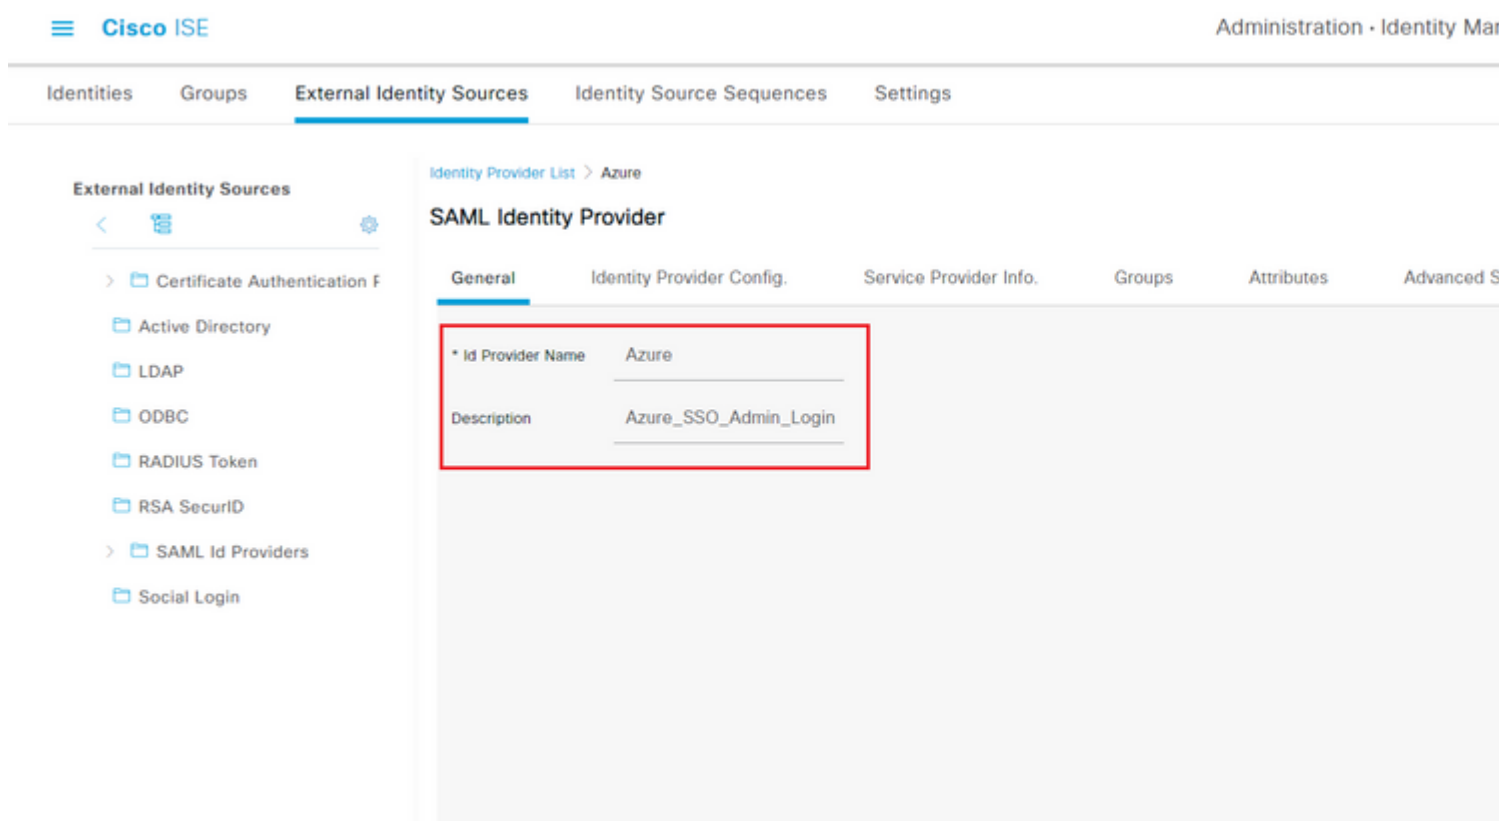 Cisco ISE
Administration · Identity Mar
Identities Groups External Identity Sources Identity Source Sequences Settings
External Identity Sources
Certificate Authentication F
Active Directory
LDAP
ODBC
RADIUS Token
RSA SecurID
SAML Id Providers
Social Login
Identity Provider List > Azure
SAML Identity Provider
General Identity Provider Config. Service Provider Info. Groups Attributes Advanced S
* Id Provider Name Azure
Description Azure_SSO_Admin_Login